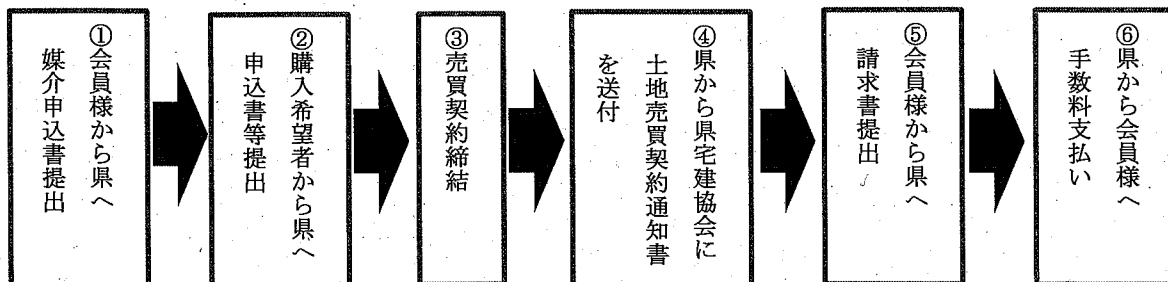 ①会員様から県へ
媒介申込書提出
②購入希望者から県へ
申込書等提出
③売買契約締結
④県から県宅建協会に
土地売買契約通知書
を送付
⑤会員様から県へ
請求書提出
⑥県から会員様へ
手数料支払い